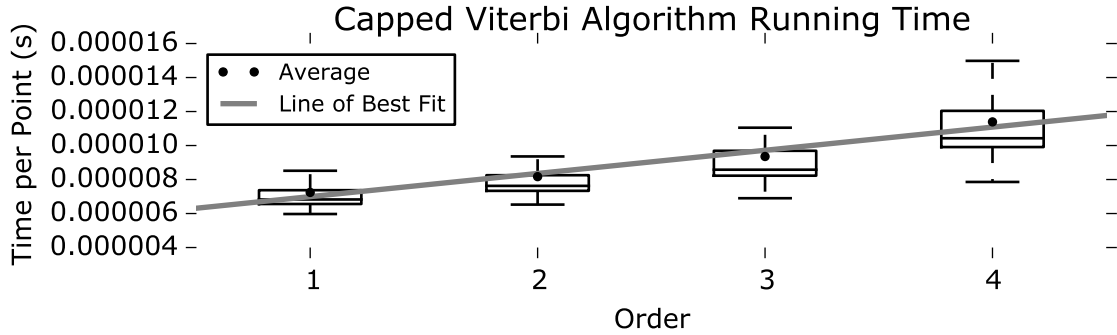 Capped Viterbi Algorithm Running Time
Time per Point (s)
0.000016
0.000014
0.000012
0.000010
0.000008
0.000006
0.000004
Average
Line of Best Fit
1 2 3 4
Order